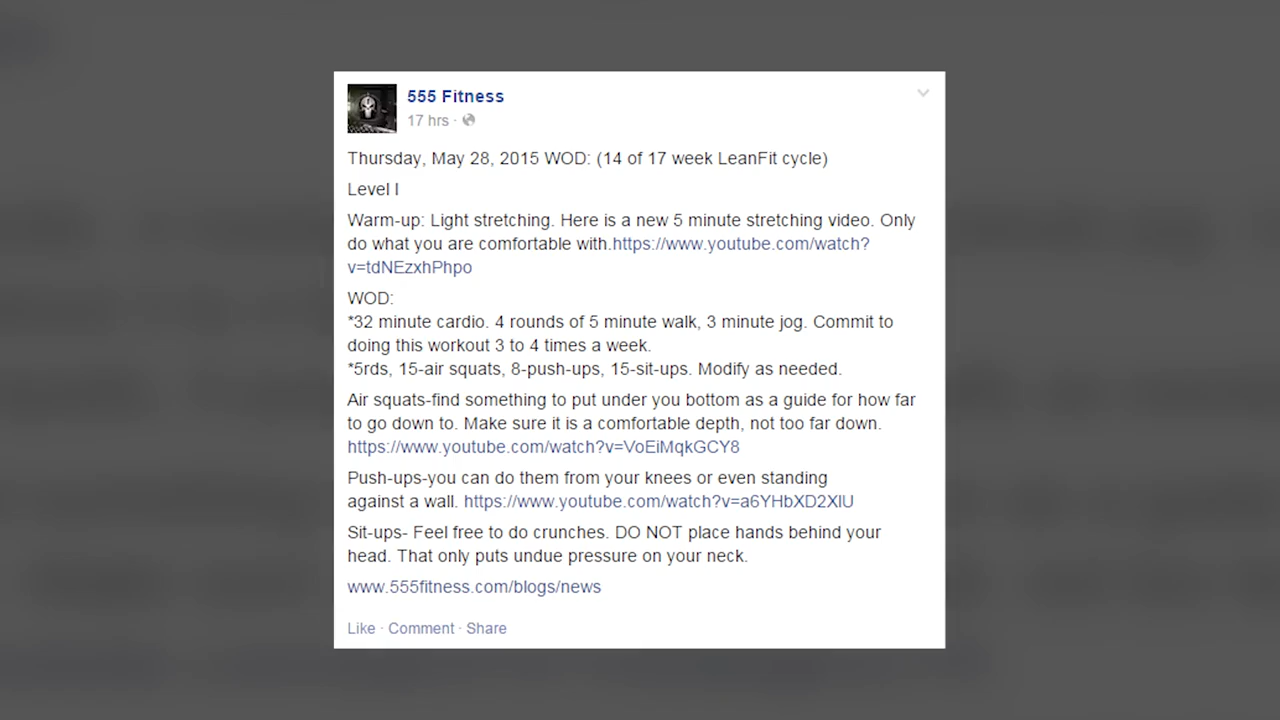 555 Fitness
17 hrs ·
Thursday, May 28, 2015 WOD: (14 of 17 week LeanFit cycle)
Level I
Warm-up: Light stretching. Here is a new 5 minute stretching video. Only
do what you are comfortable with.https://www.youtube.com/watch?
v=tdNEzxhPhpo
WOD:
*32 minute cardio. 4 rounds of 5 minute walk, 3 minute jog. Commit to
doing this workout 3 to 4 times a week.
*5rds, 15-air squats, 8-push-ups, 15-sit-ups. Modify as needed.
Air squats-find something to put under you bottom as a guide for how far
to go down to. Make sure it is a comfortable depth, not too far down.
https://www.youtube.com/watch?v=VoEiMqkGCY8
Push-ups-you can do them from your knees or even standing
against a wall. https://www.youtube.com/watch?v=a6YHbXD2XlU
Sit-ups- Feel free to do crunches. DO NOT place hands behind your
head. That only puts undue pressure on your neck.
www.555fitness.com/blogs/news
Like · Comment · Share